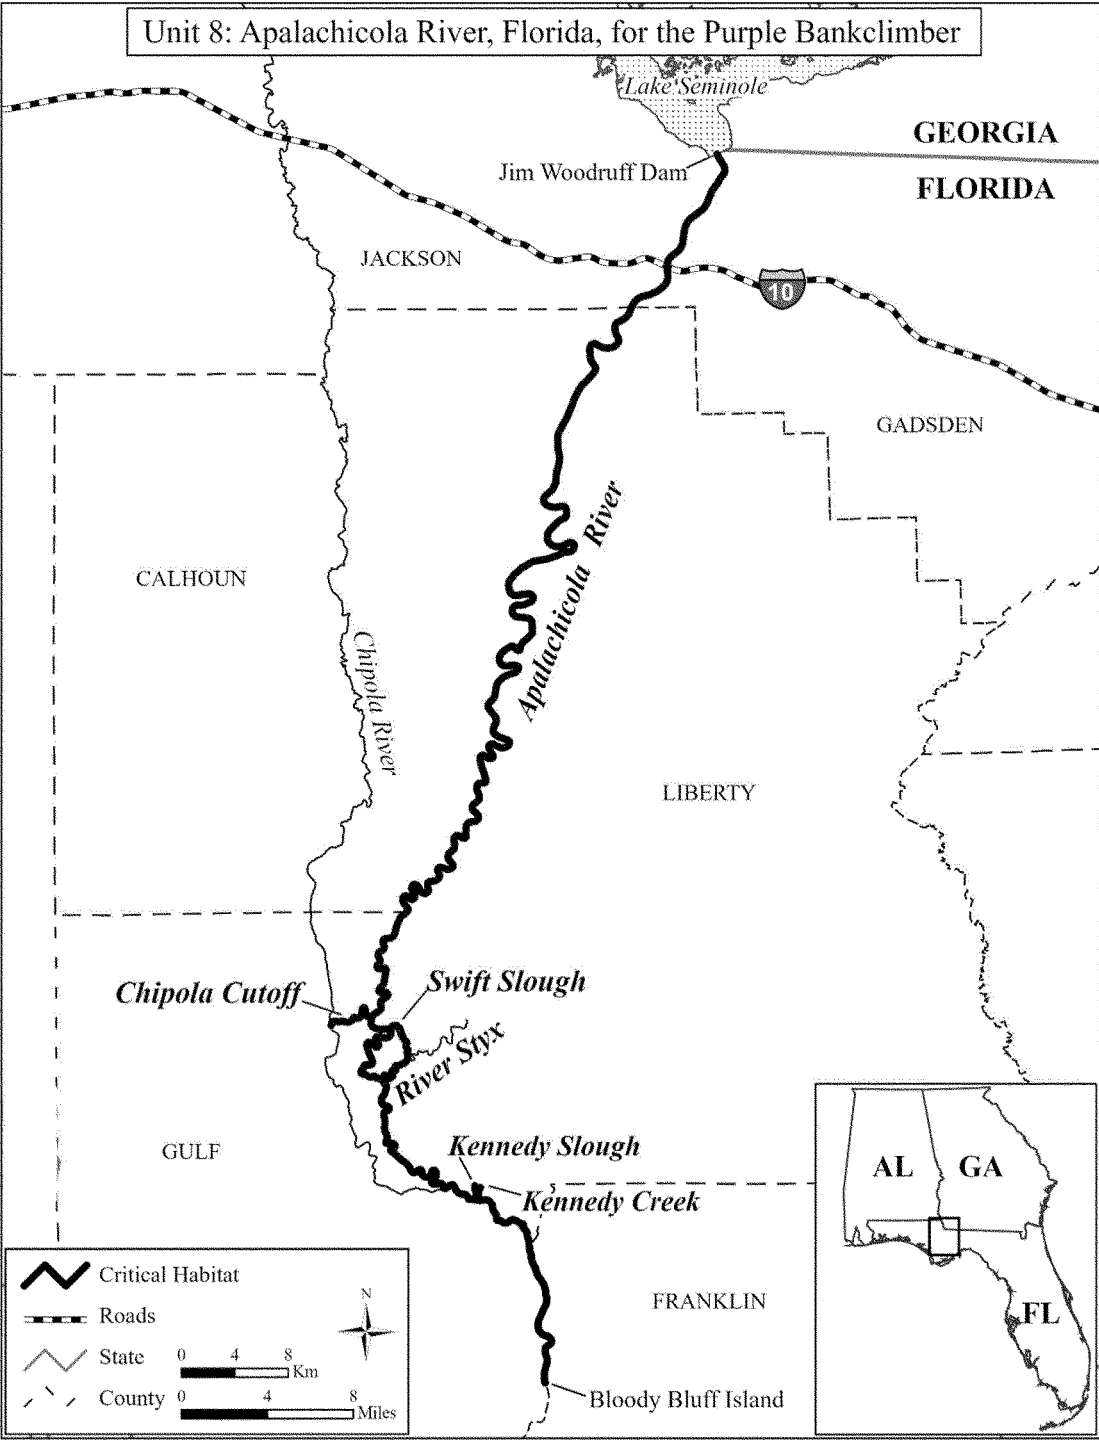 Unit 8: Apalachicola River, Florida, for the Purple Bankclimber
Lake Seminole
GEORGIA
Jim Woodruff Dam
FLORIDA
JACKSON
10
GADSDEN
Apalachicola River
CALHOUN
Chipola River
LIBERTY
Swift Slough
Chipola Cutoff
River Styx
GULF
Kennedy Slough
Kennedy Creek
AL GA
FL
Critical Habitat
Roads
State
County
N
0 4 8
Km
0 4 8
Miles
FRANKLIN
Bloody Bluff Island